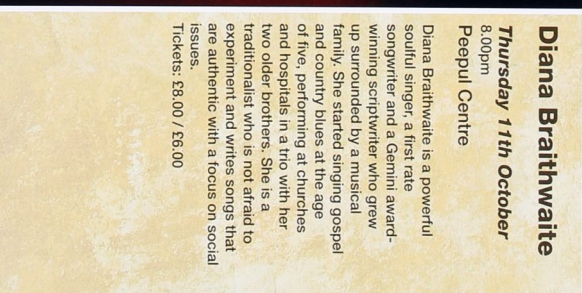 Diana Braithwaite
Thursday 11th October
8.00pm
Peepul Centre
Diana Braithwaite is a powerful
soulful singer, a first rate
songwriter and a Gemini award-
winning scriptwriter who grew
up surrounded by a musical
family. She started singing gospel
and country blues at the age
of five, performing at churches
and hospitals in a trio with her
two older brothers. She is a
traditionalist who is not afraid to
experiment and writes songs that
are authentic with a focus on social
issues.
Tickets: £8.00 / £6.00